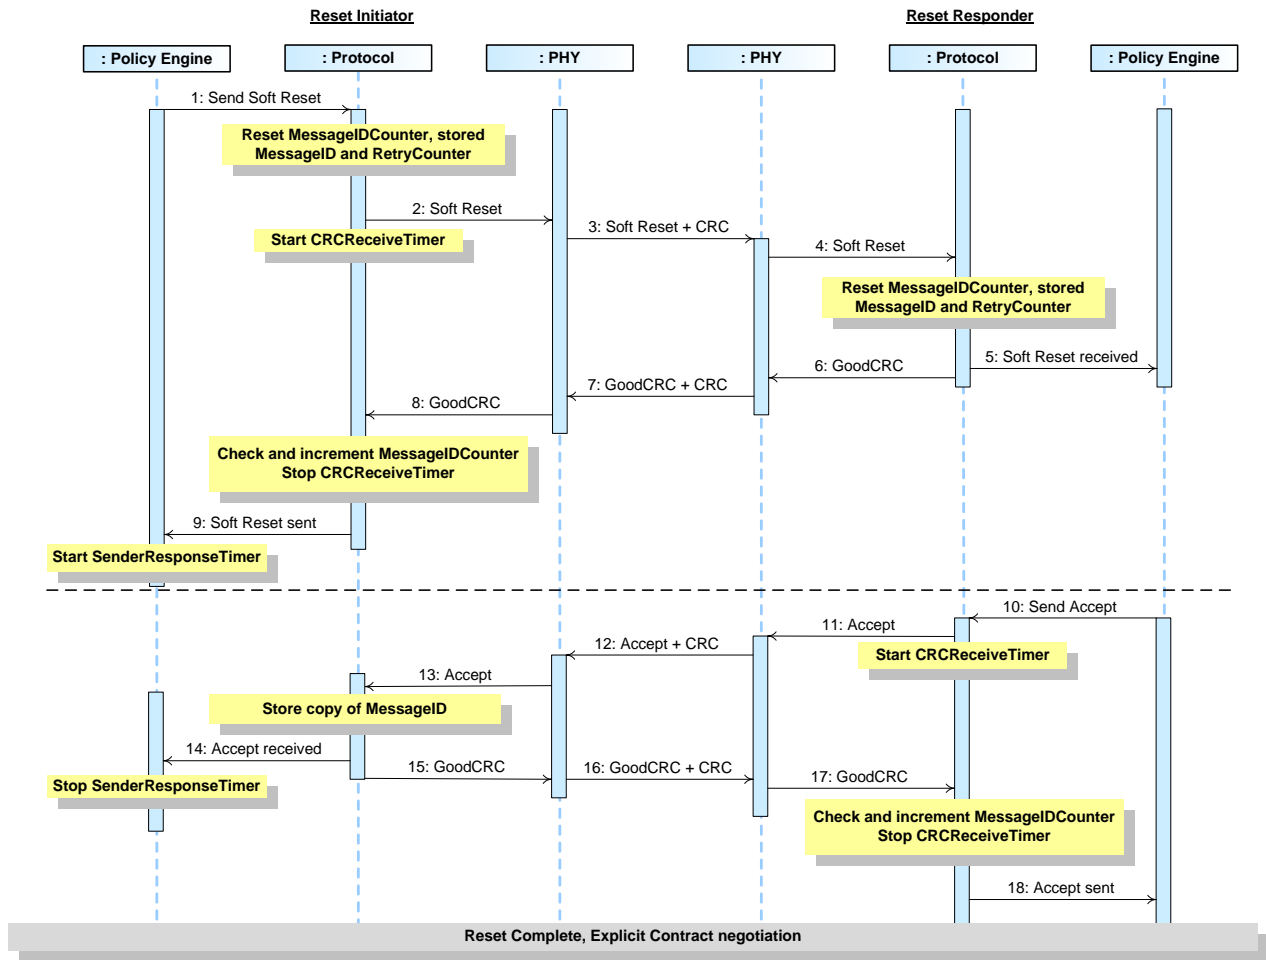 Reset Initiator
Reset Responder
: Policy Engine
: Protocol
: PHY
: PHY
: Protocol
: Policy Engine
1: Send Soft Reset
Reset MessageIDCounter, stored
MessageID and RetryCounter
2: Soft Reset
Start CRCReceiveTimer
3: Soft Reset + CRC
4: Soft Reset
Reset MessageIDCounter, stored
MessageID and RetryCounter
5: Soft Reset received
6: GoodCRC
7: GoodCRC + CRC
8: GoodCRC
Check and increment MessageIDCounter
Stop CRCReceiveTimer
9: Soft Reset sent
Start SenderResponseTimer
10: Send Accept
11: Accept
Start CRCReceiveTimer
12: Accept + CRC
13: Accept
Store copy of MessageID
14: Accept received
Stop SenderResponseTimer
15: GoodCRC
16: GoodCRC + CRC
17: GoodCRC
Check and increment MessageIDCounter
Stop CRCReceiveTimer
18: Accept sent
Reset Complete, Explicit Contract negotiation